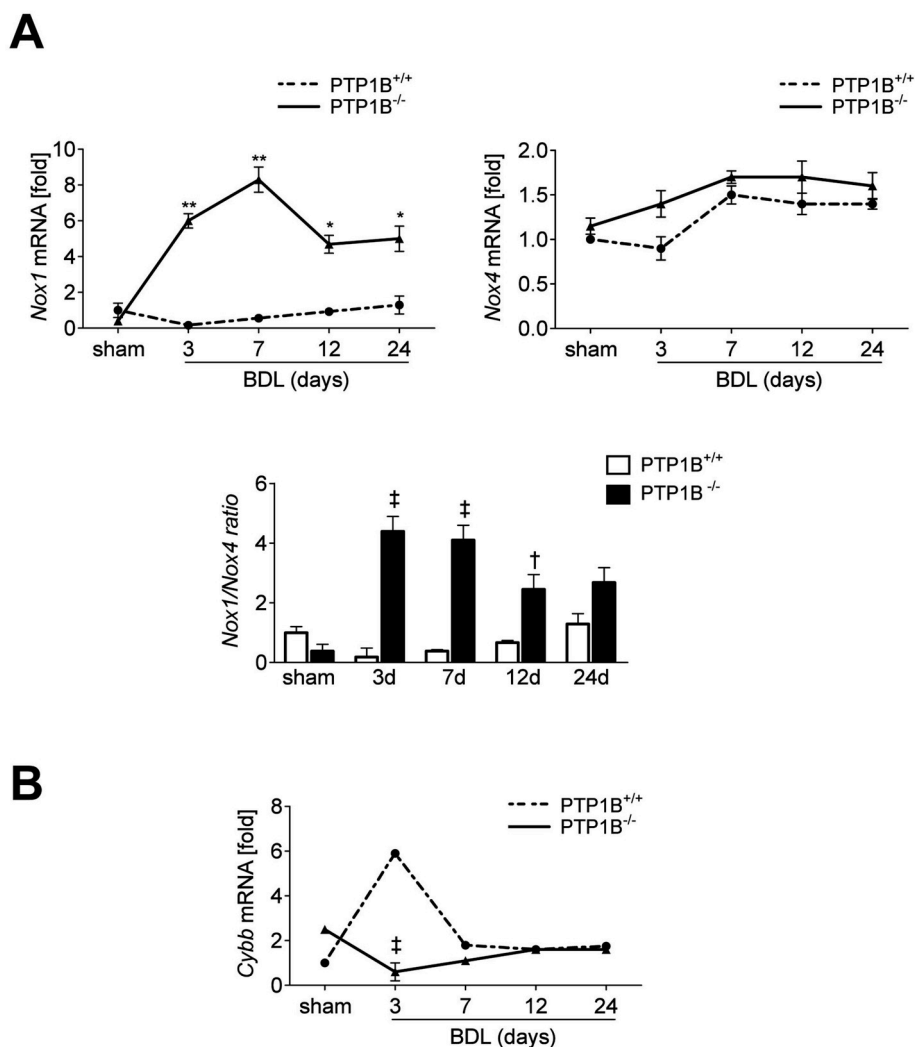 A
PTP1B+/+
PTP1B-/-
Nox1 mRNA [fold]
10
8
6
4
2
0
**
**
*
*
sham 3 7 12 24
BDL (days)
PTP1B+/+
PTP1B-/-
Nox4 mRNA [fold]
2.0
1.5
1.0
0.5
0.0
sham 3 7 12 24
BDL (days)
PTP1B+/+
PTP1B -/-
Nox1/Nox4 ratio
6
4
2
0
‡ ‡
†
sham 3d 7d 12d 24d
B
PTP1B+/+
PTP1B-/-
Cybb mRNA [fold]
8
6
4
2
0
‡
sham 3 7 12 24
BDL (days)